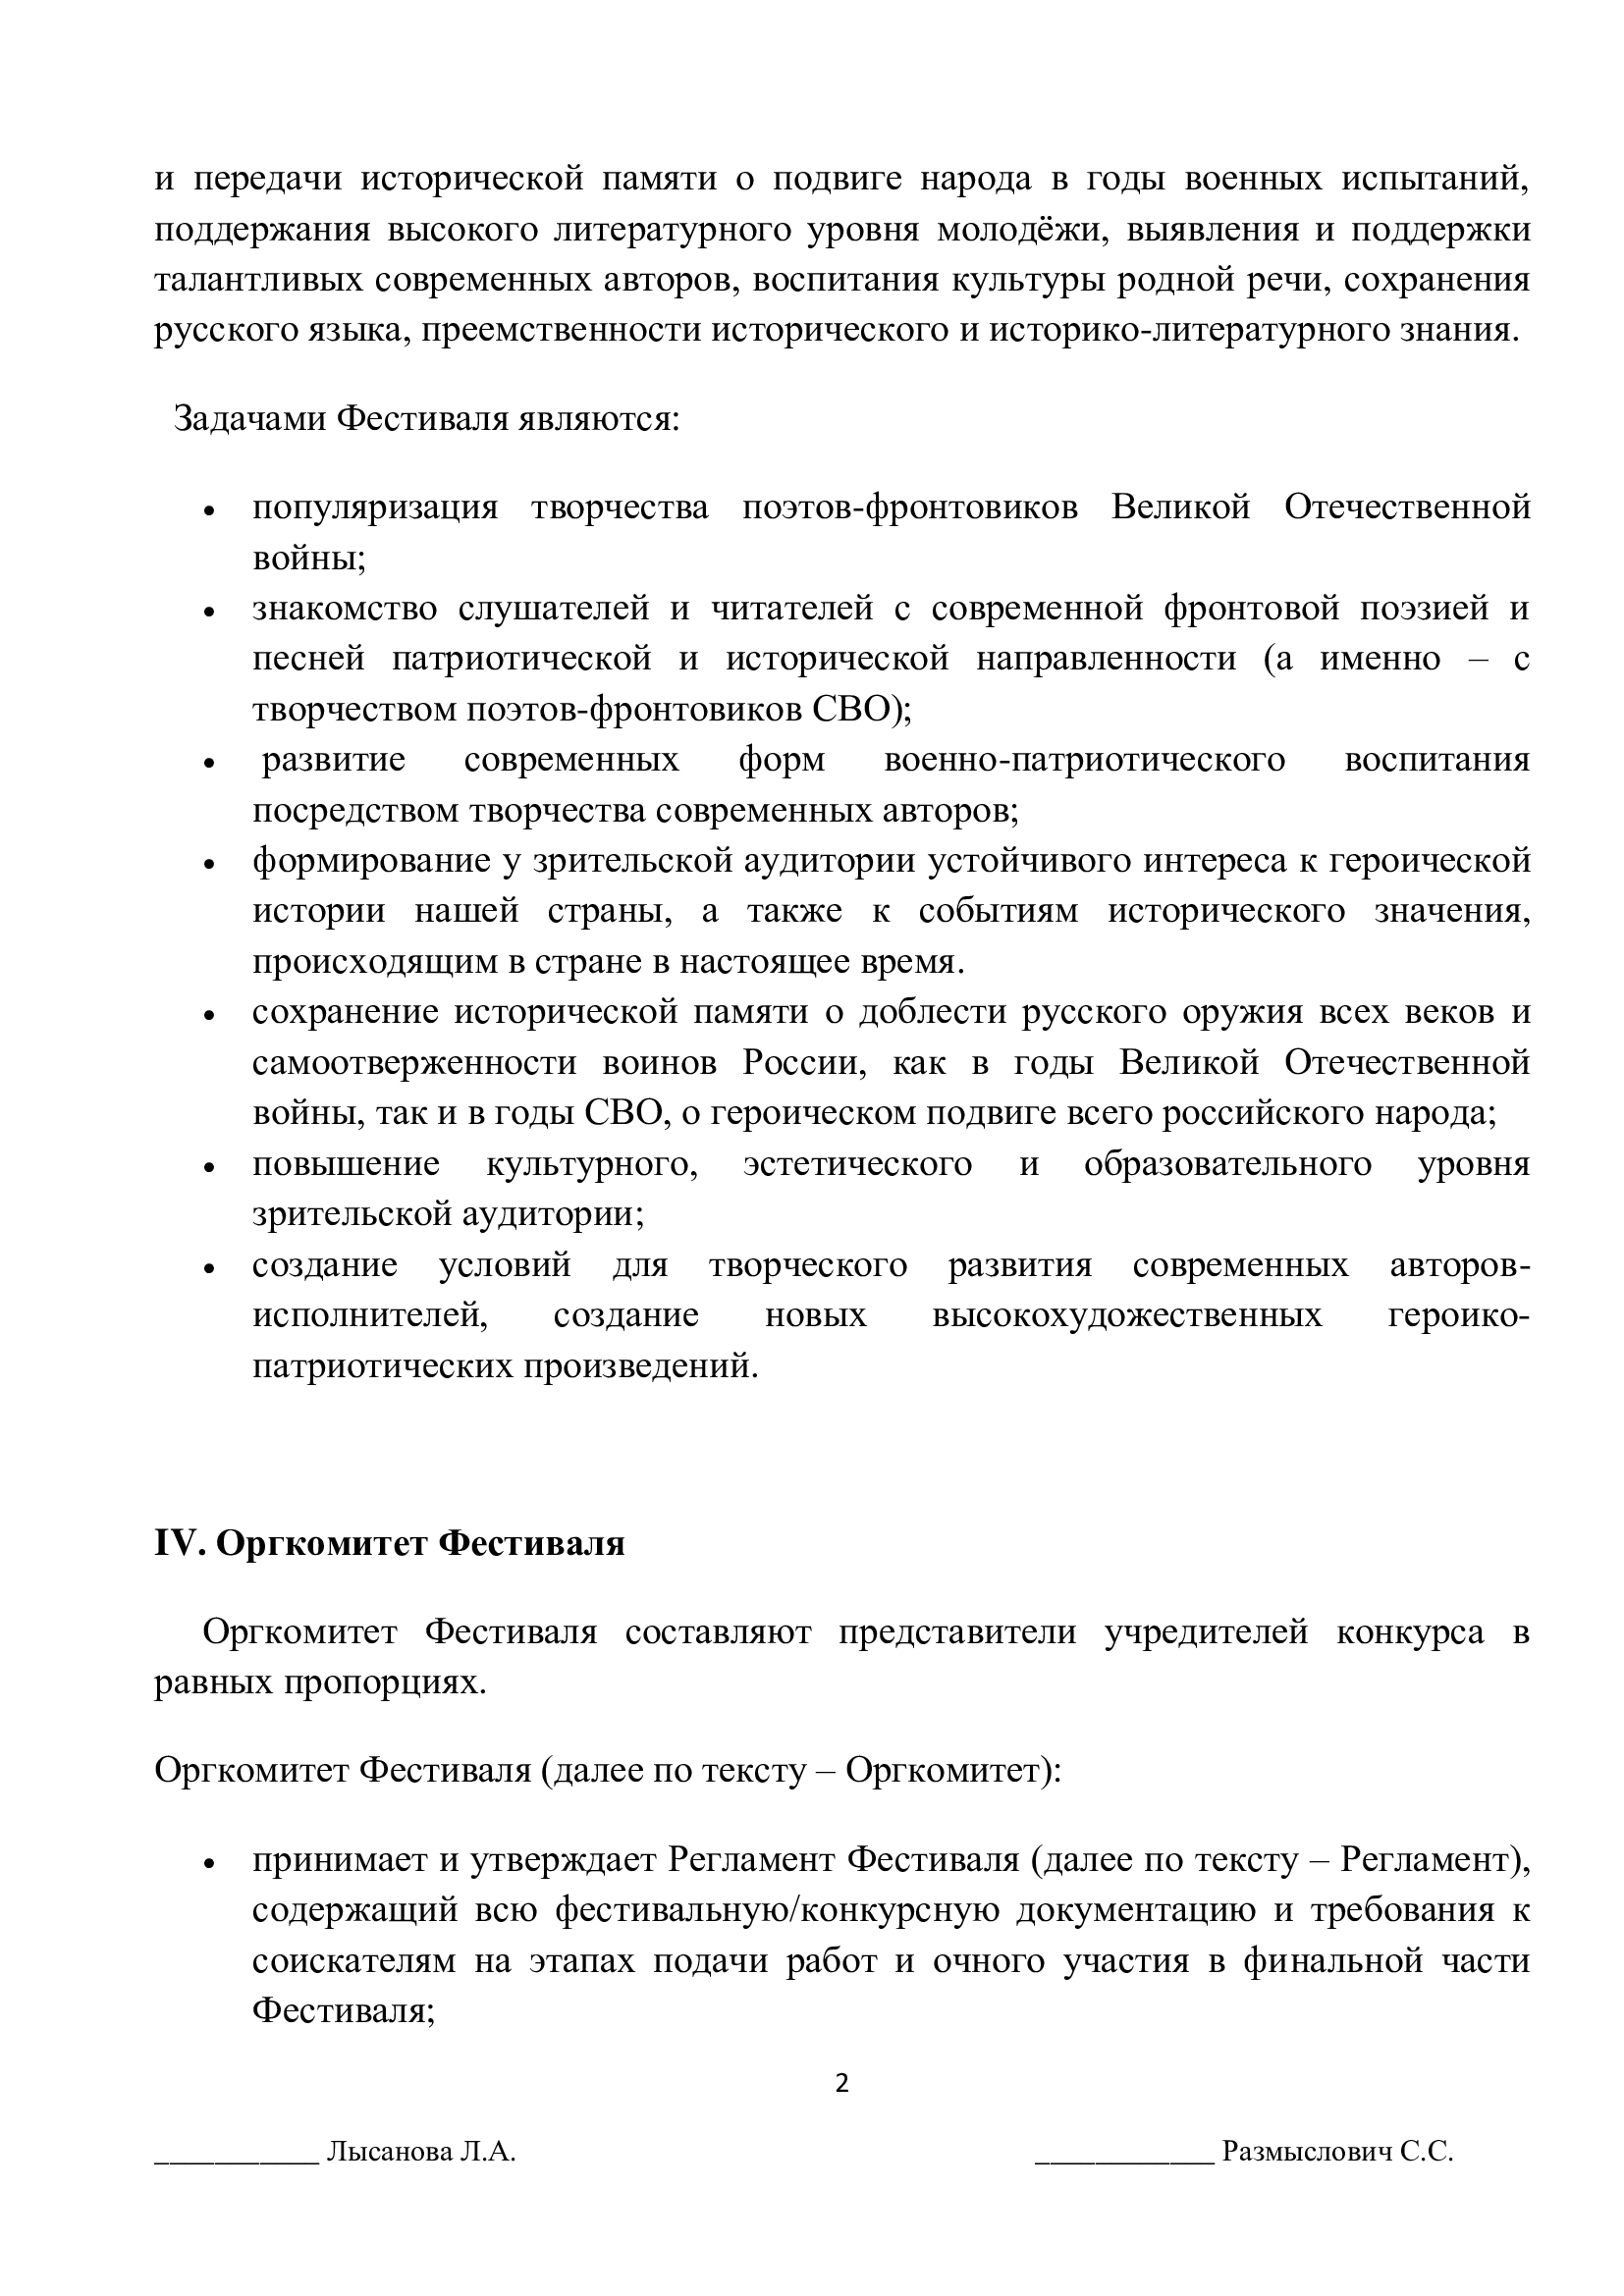 и передачи исторической памяти о подвиге народа в годы военных испытаний,
поддержания высокого литературного уровня молодёжи, выявления и поддержки
талантливых современных авторов, воспитания культуры родной речи, сохранения
русского языка, преемственности исторического и историко-литературного знания.
Задачами Фестиваля являются:
• популяризация творчества поэтов-фронтовиков Великой Отечественной
войны;
• знакомство слушателей и читателей с современной фронтовой поэзией и
песней патриотической и исторической направленности (а именно – с
творчеством поэтов-фронтовиков СВО);
• развитие современных форм военно-патриотического воспитания
посредством творчества современных авторов;
• формирование у зрительской аудитории устойчивого интереса к героической
истории нашей страны, а также к событиям исторического значения,
происходящим в стране в настоящее время.
• сохранение исторической памяти о доблести русского оружия всех веков и
самоотверженности воинов России, как в годы Великой Отечественной
войны, так и в годы СВО, о героическом подвиге всего российского народа;
• повышение культурного, эстетического и образовательного уровня
зрительской аудитории;
• создание условий для творческого развития современных авторов-
исполнителей, создание новых высокохудожественных героико-
патриотических произведений.
IV. Оргкомитет Фестиваля
Оргкомитет Фестиваля составляют представители учредителей конкурса в
равных пропорциях.
Оргкомитет Фестиваля (далее по тексту – Оргкомитет):
• принимает и утверждает Регламент Фестиваля (далее по тексту – Регламент),
содержащий всю фестивальную/конкурсную документацию и требования к
соискателям на этапах подачи работ и очного участия в финальной части
Фестиваля;
2
___________ Лысанова Л.А. ____________ Размыслович С.С.